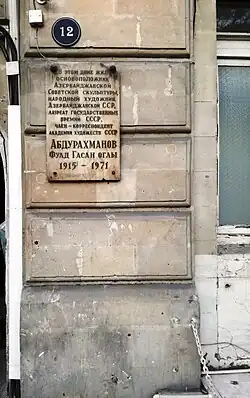 12
В ЭТОМ ДОМЕ ЖИЛ
ОСНОВОПОЛОЖНИК
АЗЕРБАЙДЖАНСКОЙ
СОВЕТСКОЙ СКУЛЬПТУРЫ,
НАРОДНЫЙ ХУДОЖНИК
АЗЕРБАЙДЖАНСКОЙ ССР,
ЛАУРЕАТ ГОСУДАРСТВЕННЫХ
ПРЕМИЙ СССР,
ЧЛЕН-КОРРЕСПОНДЕНТ
АКАДЕМИИ ХУДОЖЕСТВ СССР
АБДУРАХМАНОВ
ФУАД ГАСАН ОГЛЫ
1915 - 1971